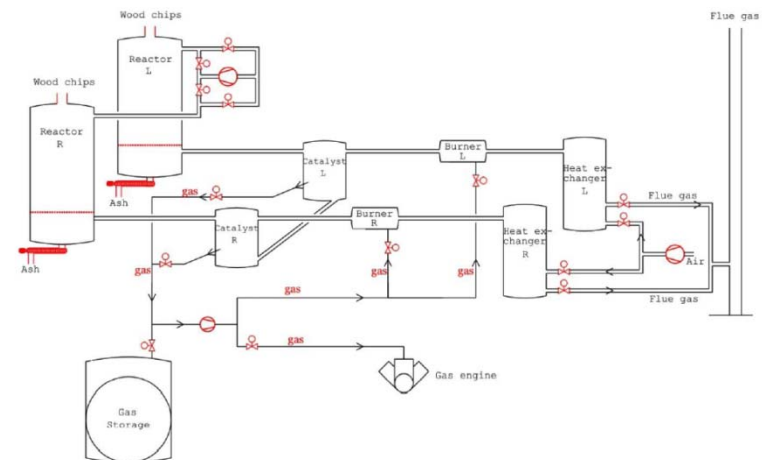 Wood chips
Flue gas
Reactor
L
Wood chips
Reactor
R
Burner
L
Catalyst
L
Heat ex-
changer
L
gas
Ash
Flue gas
Burner
R
Catalyst
R
Heat ex-
changer
R
Air
Ash
gas
gas
gas
gas
Flue gas
gas
Gas engine
Gas
Storage